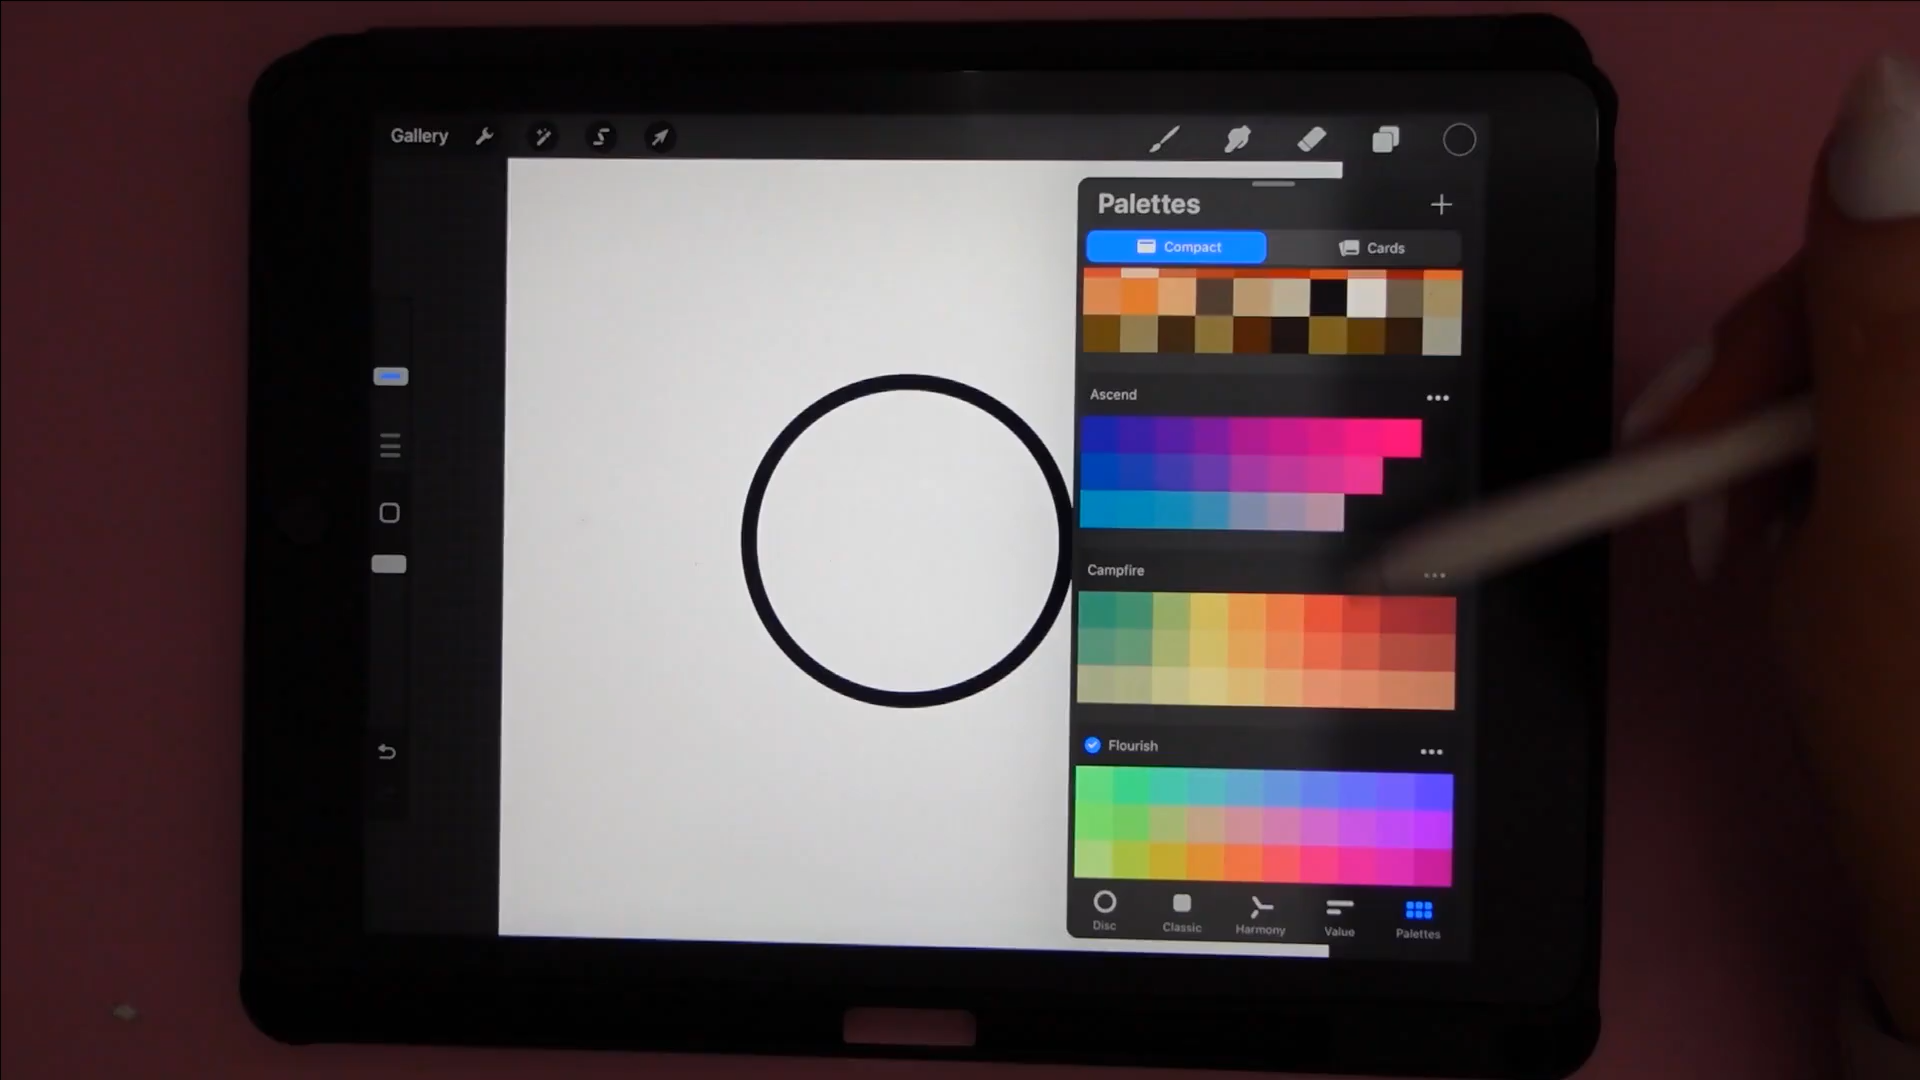 Gallery
Palettes
Compact
Cards
Ascend
Campfire
Flourish
Disc
Classic
Harmony
Value
Palettes